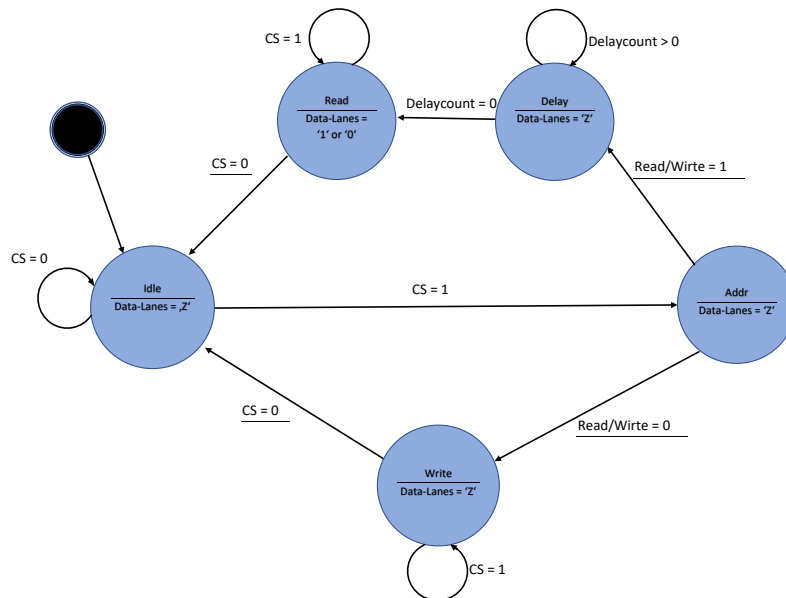 CS = 1
Delaycount > 0
Read
Data-Lanes =
‘1‘ or ‘0‘
Delaycount = 0
Delay
Data-Lanes = ‘Z‘
CS = 0
Read/Wirte = 1
CS = 0
Idle
Data-Lanes = ‚Z‘
CS = 1
Addr
Data-Lanes = ‘Z‘
CS = 0
Read/Wirte = 0
Write
Data-Lanes = ‘Z‘
CS = 1